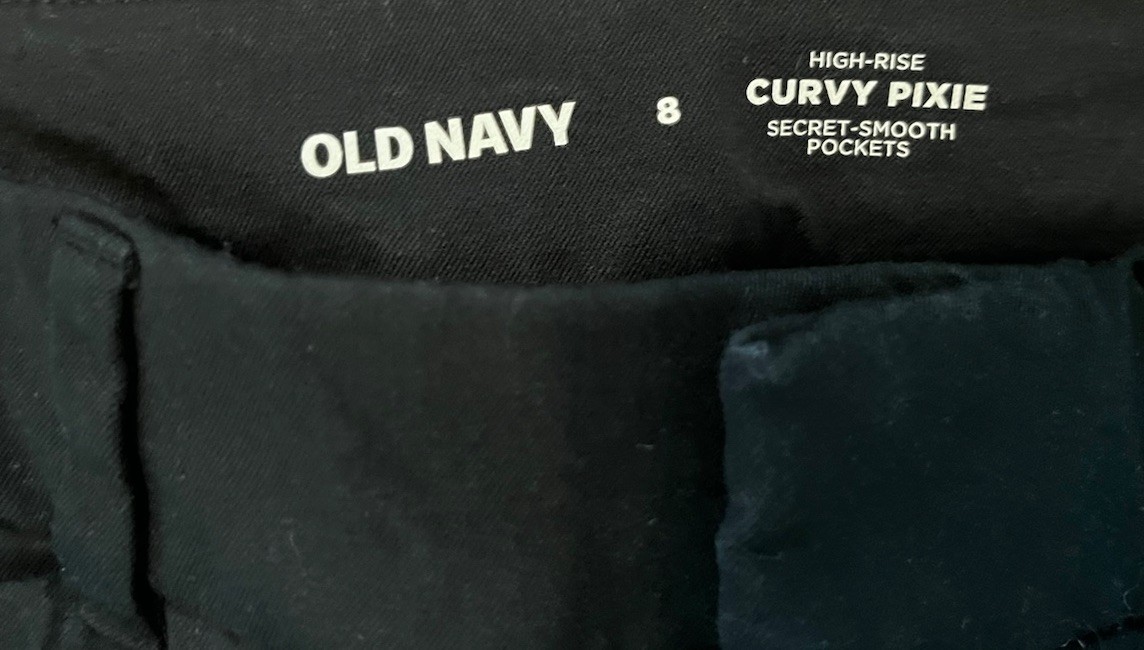 OLD NAVY
8
HIGH-RISE
CURVY PIXIE
SECRET-SMOOTH
POCKETS